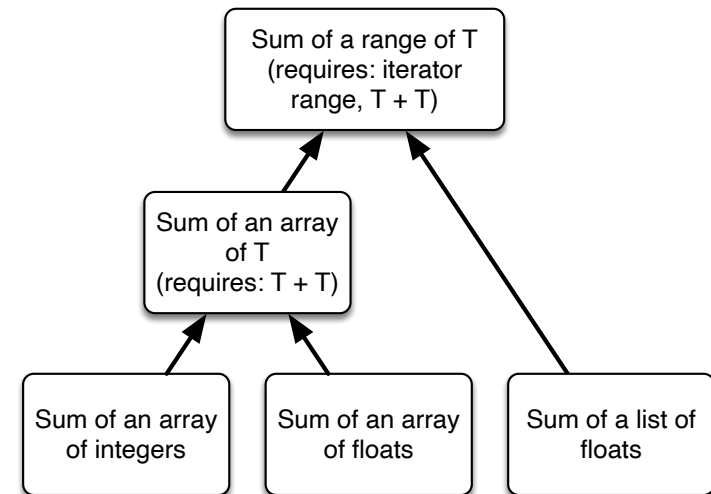 Sum of a range of T
(requires: iterator
range, T + T)
Sum of an array
of T
(requires: T + T)
Sum of an array
of integers
Sum of an array
of floats
Sum of a list of
floats